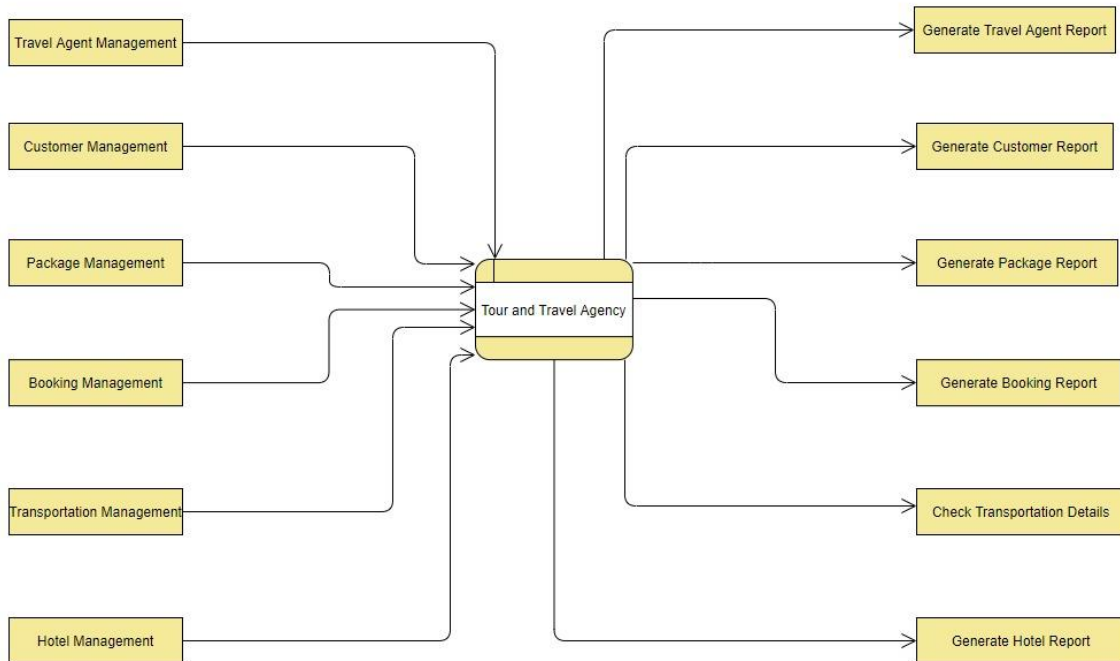 Travel Agent Management
Customer Management
Package Management
Booking Management
Transportation Management
Hotel Management
Tour and Travel Agency
Generate Travel Agent Report
Generate Customer Report
Generate Package Report
Generate Booking Report
Check Transportation Details
Generate Hotel Report